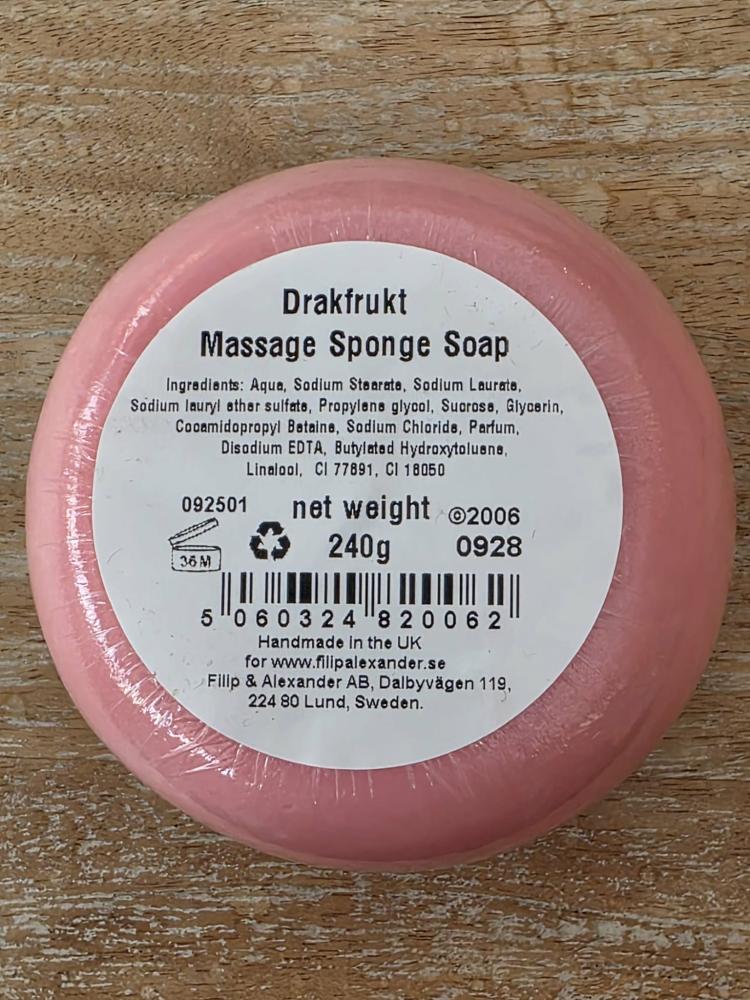 Drakfrukt
Massage Sponge Soap
Ingredients: Aqua, Sodium Stearate, Sodium Laurate,
Sodium lauryl ether sulfate, Propylene glycol, Sucrose, Glycerin,
Cocamidopropyl Betaine, Sodium Chloride, Parfum,
Disodium EDTA, Butylated Hydroxytoluene,
Linalool, CI 77891, CI 18050
092501 net weight ©2006
36M 240g 0928
5 060324 820062
Handmade in the UK
for www.filipalexander.se
Filip & Alexander AB, Dalbyvägen 119,
224 80 Lund, Sweden.